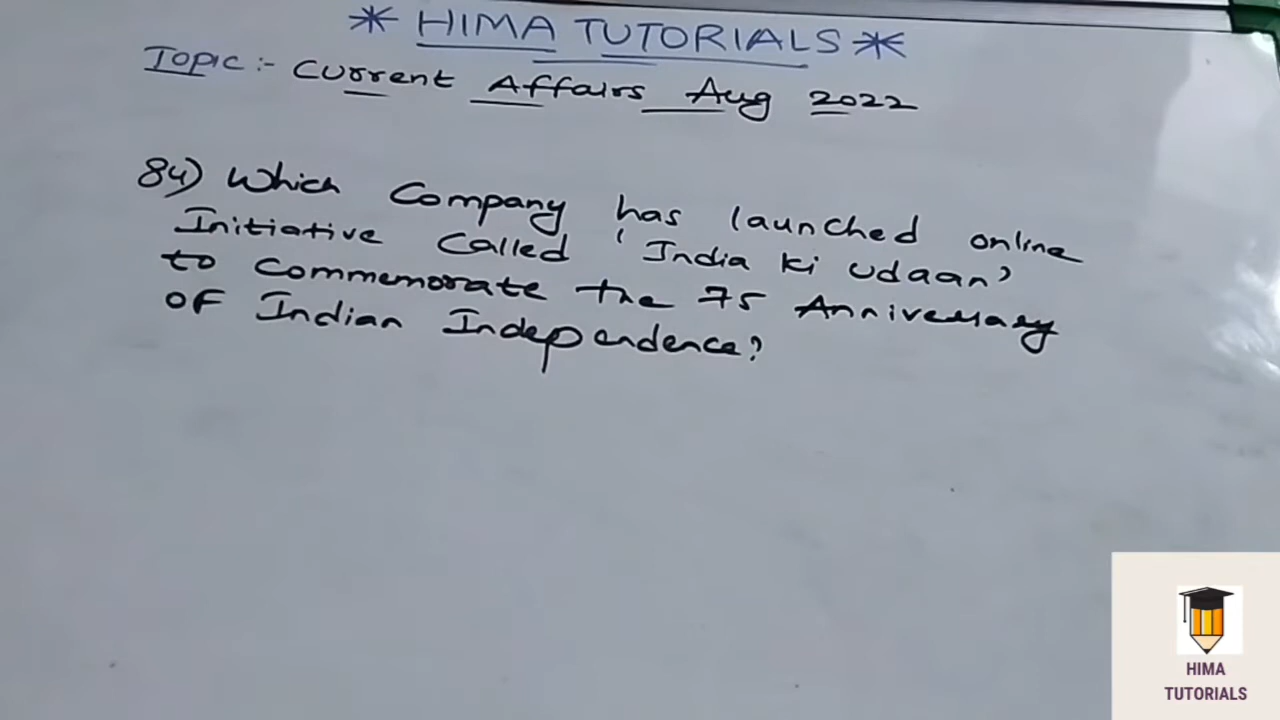 * HIMA TUTORIALS *
Topic:- Current Affairs Aug 2022
84) Which Company has launched online
Initiative called 'India ki udaan'
to commemorate the 75 Anniversary
of Indian Independence?
HIMA
TUTORIALS